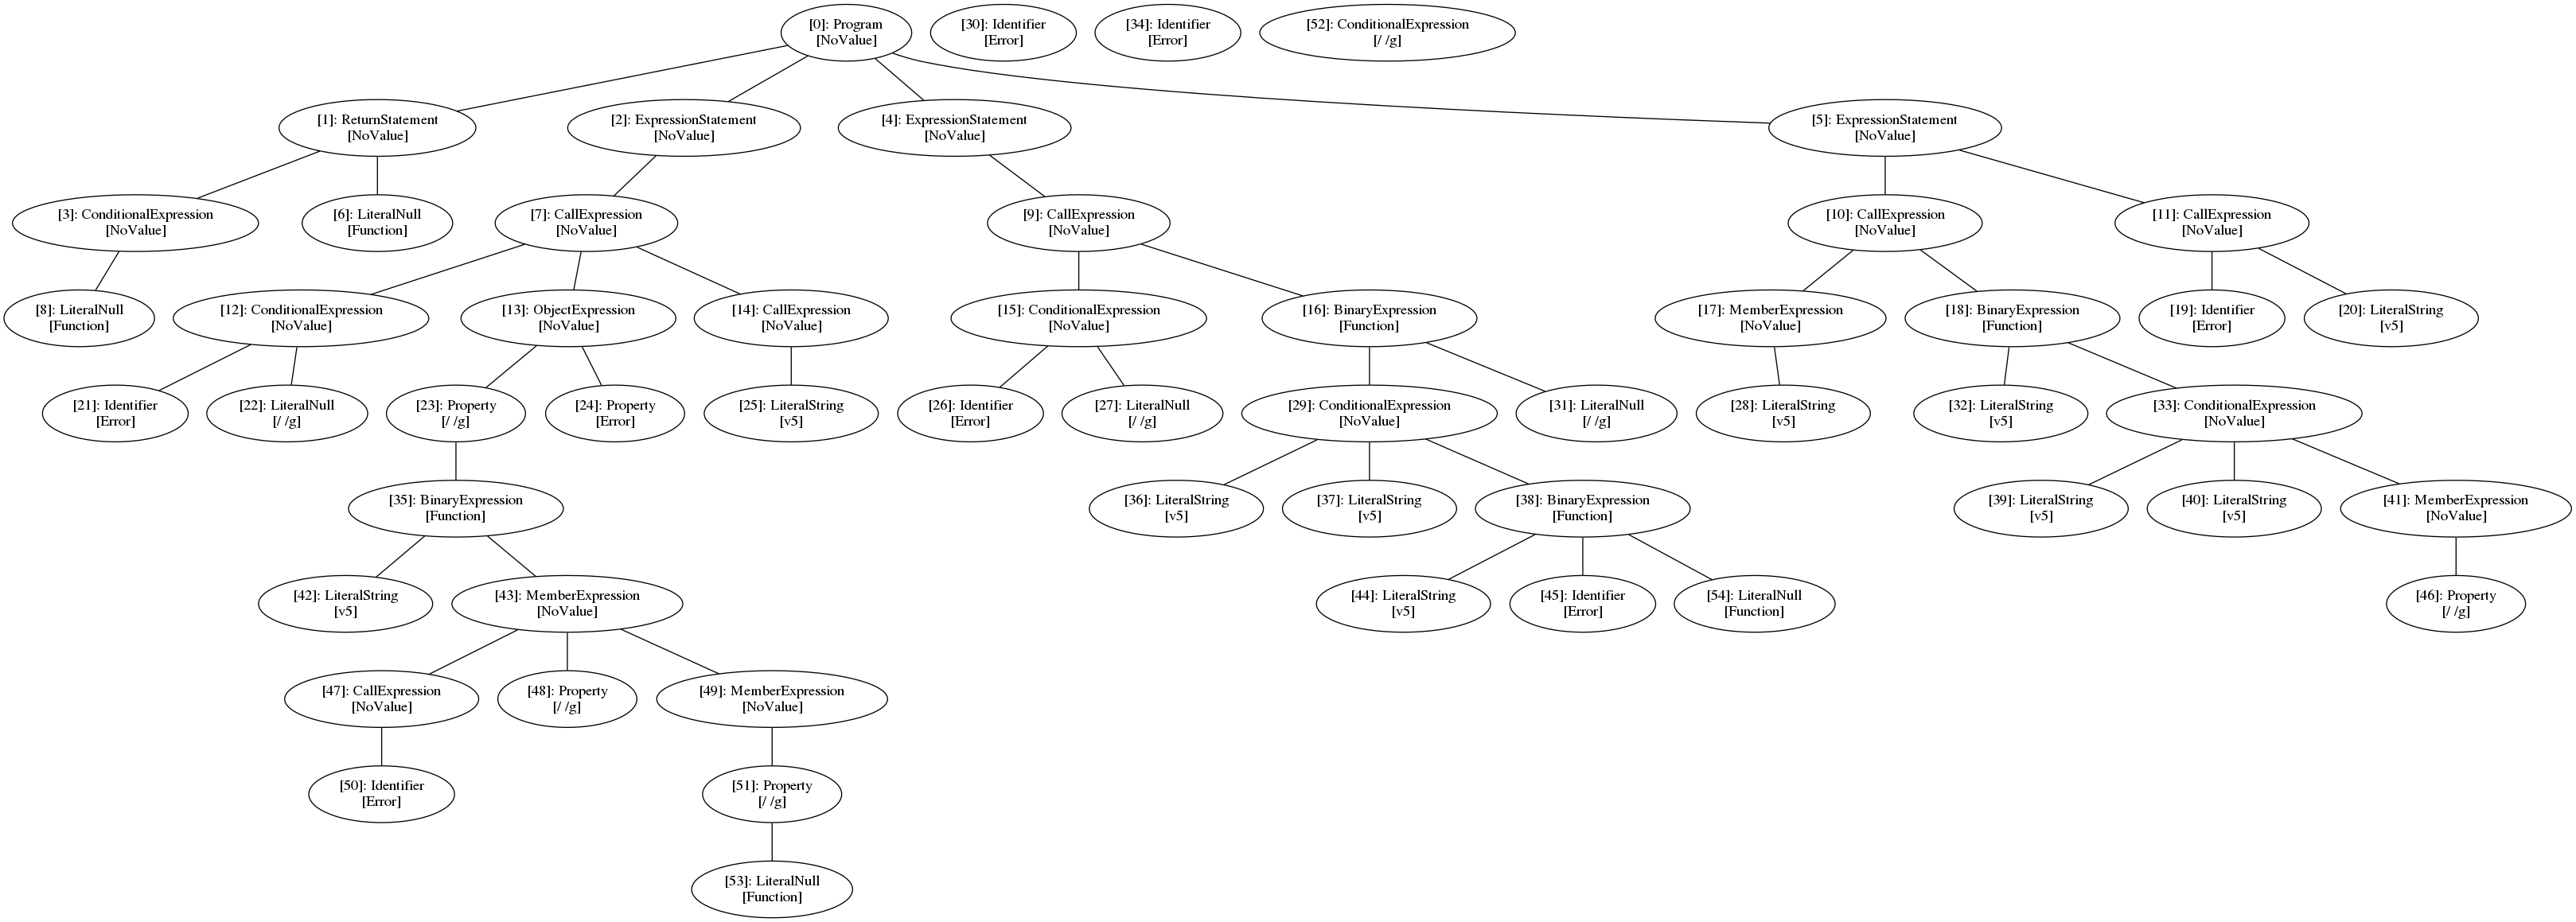 [0]: Program
[NoValue]
[30]: Identifier
[Error]
[34]: Identifier
[Error]
[52]: ConditionalExpression
[/ /g]
[1]: ReturnStatement
[NoValue]
[2]: ExpressionStatement
[NoValue]
[4]: ExpressionStatement
[NoValue]
[5]: ExpressionStatement
[NoValue]
[3]: ConditionalExpression
[NoValue]
[6]: LiteralNull
[Function]
[7]: CallExpression
[NoValue]
[9]: CallExpression
[NoValue]
[10]: CallExpression
[NoValue]
[11]: CallExpression
[NoValue]
[8]: LiteralNull
[Function]
[12]: ConditionalExpression
[NoValue]
[13]: ObjectExpression
[NoValue]
[14]: CallExpression
[NoValue]
[15]: ConditionalExpression
[NoValue]
[16]: BinaryExpression
[Function]
[17]: MemberExpression
[NoValue]
[18]: BinaryExpression
[Function]
[19]: Identifier
[Error]
[20]: LiteralString
[v5]
[21]: Identifier
[Error]
[22]: LiteralNull
[/ /g]
[23]: Property
[/ /g]
[24]: Property
[Error]
[25]: LiteralString
[v5]
[26]: Identifier
[Error]
[27]: LiteralNull
[/ /g]
[29]: ConditionalExpression
[NoValue]
[31]: LiteralNull
[/ /g]
[28]: LiteralString
[v5]
[32]: LiteralString
[v5]
[33]: ConditionalExpression
[NoValue]
[35]: BinaryExpression
[Function]
[36]: LiteralString
[v5]
[37]: LiteralString
[v5]
[38]: BinaryExpression
[Function]
[39]: LiteralString
[v5]
[40]: LiteralString
[v5]
[41]: MemberExpression
[NoValue]
[42]: LiteralString
[v5]
[43]: MemberExpression
[NoValue]
[44]: LiteralString
[v5]
[45]: Identifier
[Error]
[54]: LiteralNull
[Function]
[46]: Property
[/ /g]
[47]: CallExpression
[NoValue]
[48]: Property
[/ /g]
[49]: MemberExpression
[NoValue]
[50]: Identifier
[Error]
[51]: Property
[/ /g]
[53]: LiteralNull
[Function]